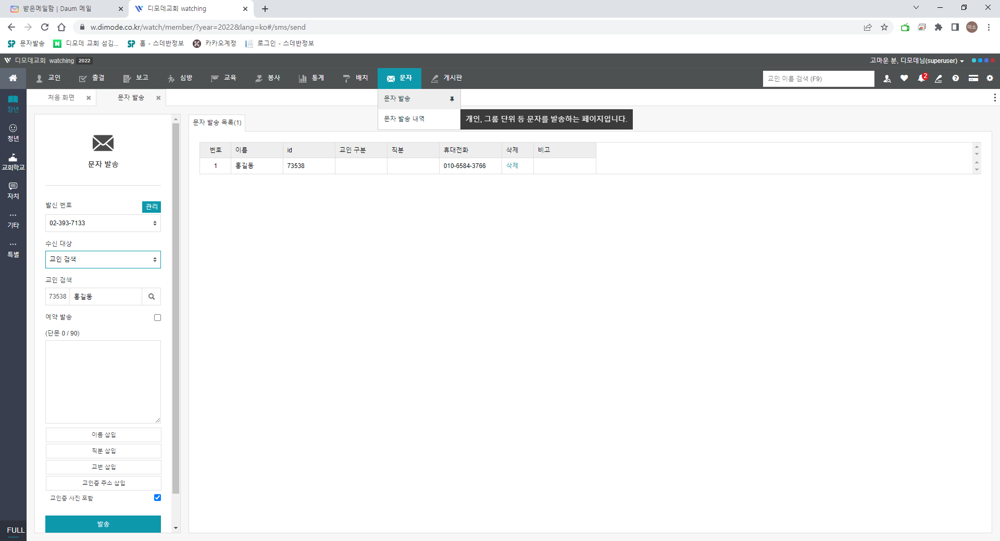 받은메일함 | Daum 메일
디모데교회 watching
w.dimode.co.kr/watch/member/?year=2022&lang=ko#/sms/send
미소
문자발송
디모데 교회 섬김...
홈 - 스데반정보
카카오계정
로그인 - 스데반정보
디모데교회 watching 2022
고마운 분, 디모데님(superuser)
교인
출결
보고
심방
교육
봉사
통계
배치
문자
게시판
교인 이름 검색 (F9)
2
장년
청년
교회학교
자치
기타
특별
FULL
처음 화면
문자 발송
문자 발송
문자 발송 내역
개인, 그룹 단위 등 문자를 발송하는 페이지입니다.
문자 발송
발신 번호
관리
02-393-7133
수신 대상
교인 검색
교인 검색
73538 홍길동
예약 발송
(단문 0 / 90)
이름 삽입
직분 삽입
교번 삽입
교인증 주소 삽입
교인증 사진 포함
발송
문자 발송 목록(1)
번호 이름 id 교인 구분 직분 휴대전화 삭제 비고
1 홍길동 73538 010-6584-3766 삭제